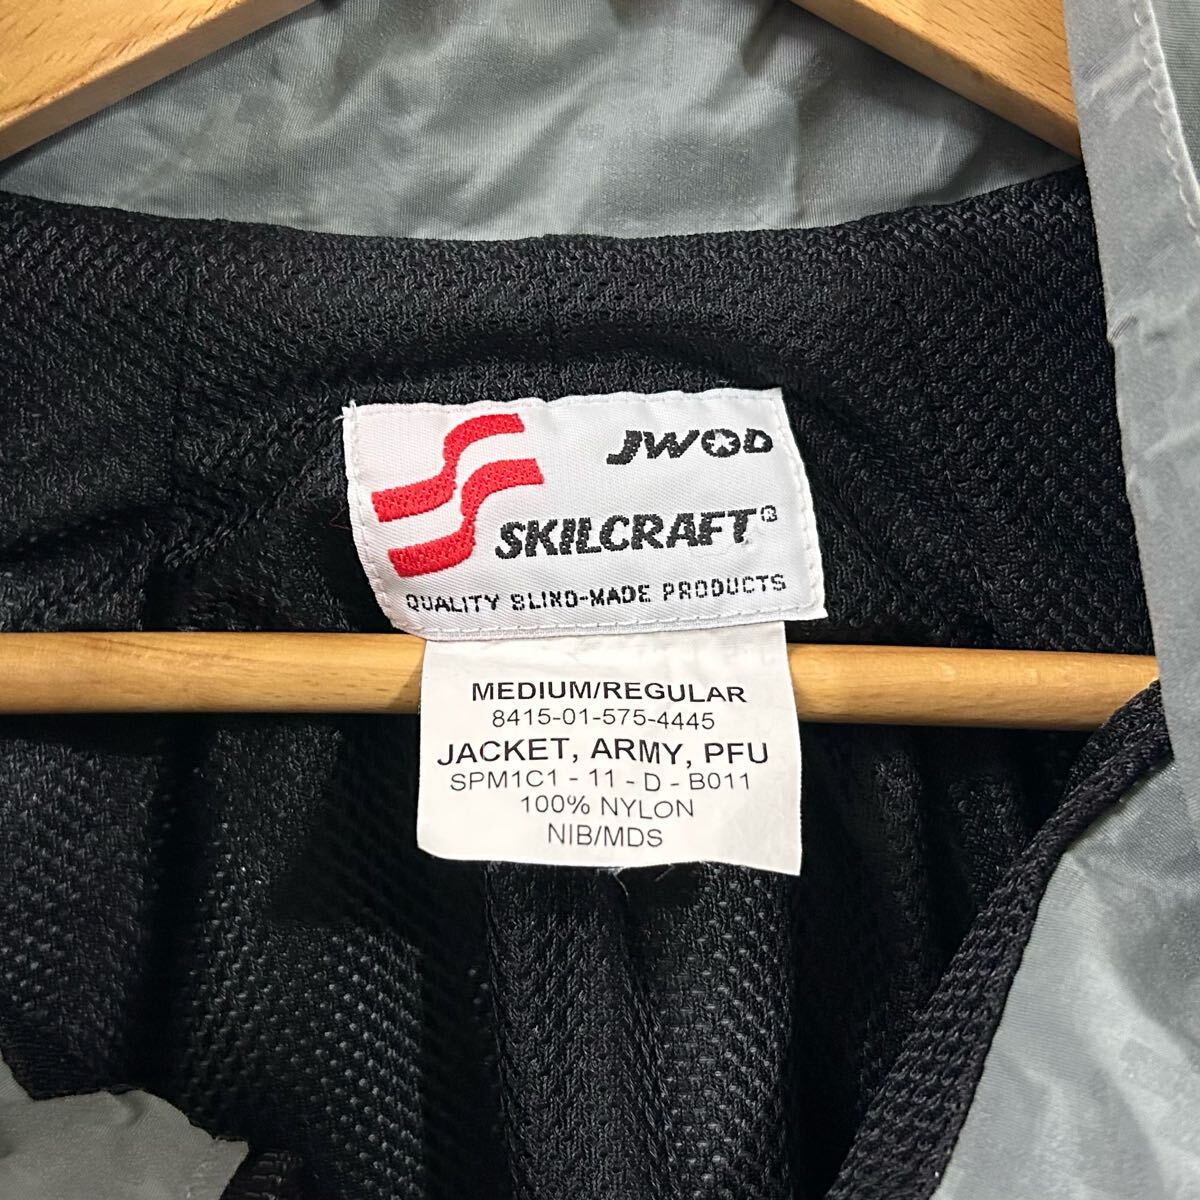 JWOD
SKILCRAFT®
QUALITY BLIND-MADE PRODUCTS
MEDIUM/REGULAR
8415-01-575-4445
JACKET, ARMY, PFU
SPM1C1 - 11 - D - B011
100% NYLON
NIB/MDS